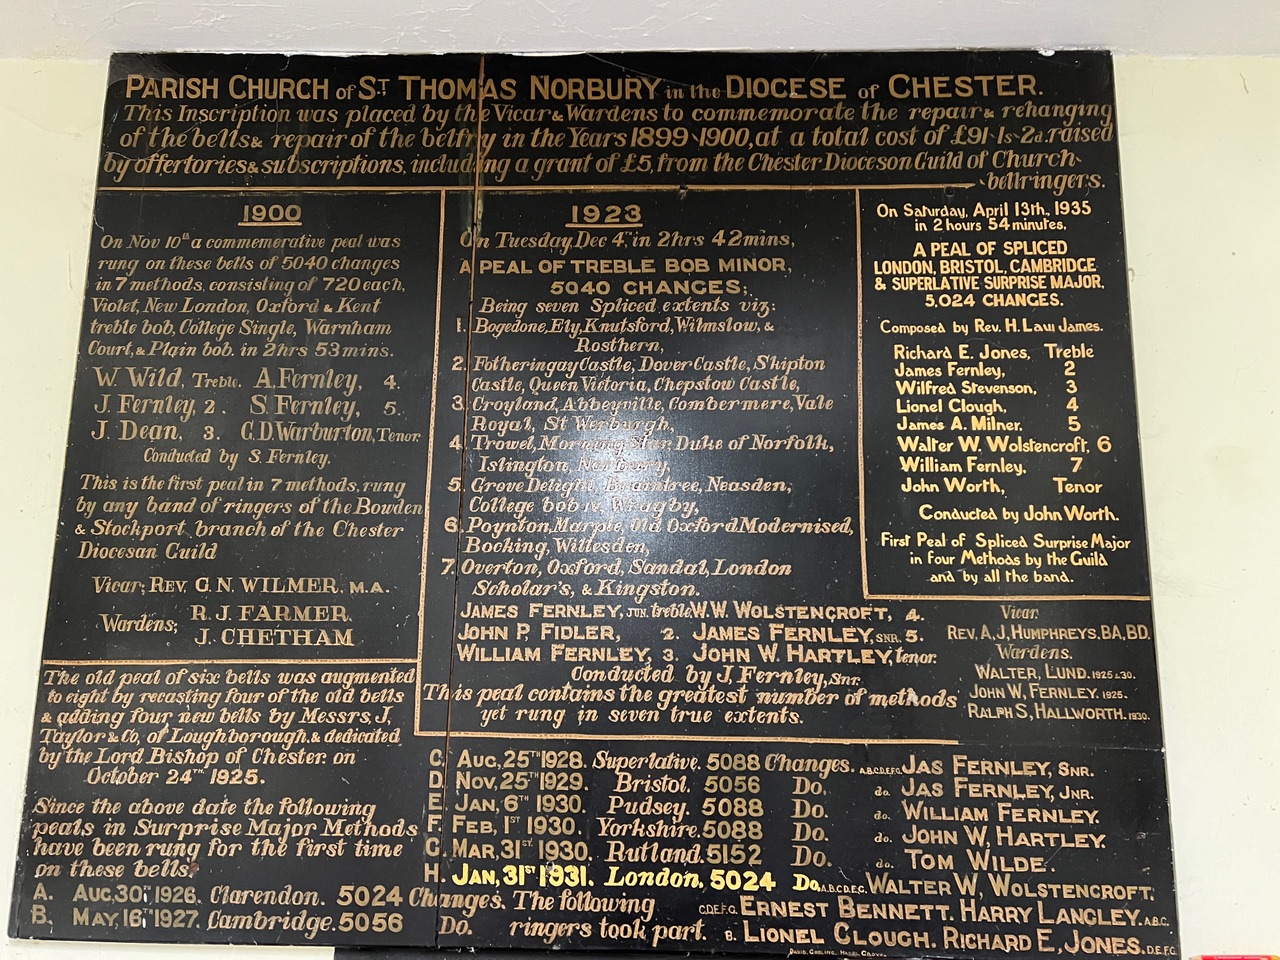 PARISH CHURCH of ST THOMAS NORBURY in the DIOCESE of CHESTER.
This Inscription was placed by the Vicar & Wardens to commemorate the repair & rehanging
of the bells & repair of the belfry in the Years 1899-1900, at a total cost of £91-1s-2d. raised
by offertories & subscriptions, including a grant of £5, from the Chester Dioceson Guild of Church-
bellringers.
1900
On Nov 10th a commemorative peal was
rung on these bells of 5040 changes
in 7 methods, consisting of 720 each,
Violet, New London, Oxford & Kent
treble bob, College Single, Warnham
Court, & Plain bob. in 2hrs 53 mins.
W. Wild, Treble. A. Fernley, 4.
J. Fernley, 2. S. Fernley, 5.
J. Dean, 3. C.D. Warburton, Tenor
Conducted by S. Fernley.
This is the first peal in 7 methods, rung
by any band of ringers of the Bowden
& Stockport branch of the Chester
Diocesan Guild
Vicar; REV. G. N. WILMER, M.A.
Wardens; R. J. FARMER.
J. CHETHAM
The old peal of six bells was augmented
to eight by recasting four of the old bells
& adding four new bells by Messrs J,
Taylor & Co, of Loughborough, & dedicated
by the Lord Bishop of Chester on
October 24TH 1925.
Since the above date the following
peals in Surprise Major Methods
have been rung for the first time
on these bells.
A. AUG, 30TH 1926. Clarendon. 5024 Changes.
B. MAY, 16TH 1927. Cambridge. 5056 Do.
1923
On Tuesday, Dec 4th, in 2hrs 42mins,
A PEAL OF TREBLE BOB MINOR,
5040 CHANGES;
Being seven Spliced extents viz:
1. Bogedone, Ely, Knutsford, Wilmslow, &
Rosthern,
2. Fotheringay Castle, Dover Castle, Skipton
Castle, Queen Victoria, Chepstow Castle,
3. Croyland, Abbeyville, Combermere, Vale
Royal, St Werburgh,
4. Trowel, Morning Star, Duke of Norfolk,
Islington, Norbury,
5. Grove Delight, Braintree, Neasden,
College bob iv, Wragby,
6. Poynton, Marple, Old Oxford Modernised,
Bocking, Willesden,
7. Overton, Oxford, Sandal, London
Scholar's, & Kingston.
JAMES FERNLEY, JUN. treble. W.W. WOLSTENCROFT, 4.
JOHN P. FIDLER, 2. JAMES FERNLEY, SNR. 5.
WILLIAM FERNLEY, 3. JOHN W. HARTLEY, tenor.
Conducted by J. Fernley, Snr.
This peal contains the greatest number of methods
yet rung in seven true extents.
On Saturday, April 13th, 1935
in 2 hours 54 minutes,
A PEAL OF SPLICED
LONDON, BRISTOL, CAMBRIDGE
& SUPERLATIVE SURPRISE MAJOR,
5,024 CHANGES.
Composed by Rev. H. Law James.
Richard E. Jones, Treble
James Fernley, 2
Wilfred Stevenson, 3
Lionel Clough, 4
James A. Milner, 5
Walter W. Wolstencroft, 6
William Fernley, 7
John Worth, Tenor
Conducted by John Worth.
First Peal of Spliced Surprise Major
in four Methods by the Guild
and by all the band.
Vicar.
REV. A. J. HUMPHREYS, BA, BD.
Wardens.
WALTER, LUND. 1925 & 30.
JOHN W, FERNLEY. 1925.
RALPH S, HALLWORTH. 1930.
C. AUG, 25TH 1928. Superlative. 5088 Changes.
D. NOV, 25TH 1929. Bristol. 5056 Do.
E. JAN, 6TH 1930. Pudsey. 5088 Do.
F. FEB, 1ST 1930. Yorkshire. 5088 Do.
G. MAR, 31ST 1930. Rutland. 5152 Do.
H. JAN, 31ST 1931. London, 5024 Do,
The following
ringers took part.
A.B.C.D.E.F.G. JAS FERNLEY, SNR.
do. JAS FERNLEY, JNR.
do. WILLIAM FERNLEY.
do. JOHN W, HARTLEY.
do. TOM WILDE.
A.B.C.D.E.G. WALTER W, WOLSTENCROFT.
C.D.E.F.G. ERNEST BENNETT. HARRY LANGLEY. A.B.C.
B. LIONEL CLOUGH. RICHARD E, JONES. D.E.F.G.